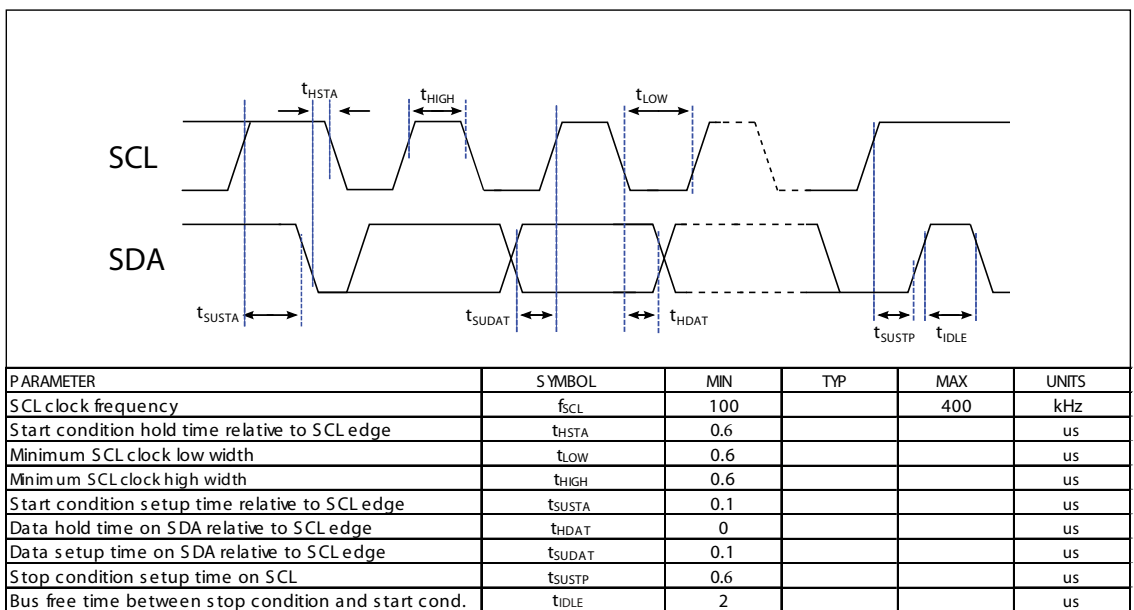 tHSTA
tHIGH
tLOW
SCL
SDA
tSUSTA
tSUDAT
tHDAT
tSUSTP
tIDLE
PARAMETER SYMBOL MIN TYP MAX UNITS
SCL clock frequency fSCL 100 400 kHz
Start condition hold time relative to SCL edge tHSTA 0.6 us
Minimum SCL clock low width tLOW 0.6 us
Minimum SCL clock high width tHIGH 0.6 us
Start condition setup time relative to SCL edge tSUSTA 0.1 us
Data hold time on SDA relative to SCL edge tHDAT 0 us
Data setup time on SDA relative to SCL edge tSUDAT 0.1 us
Stop condition setup time on SCL tSUSTP 0.6 us
Bus free time between stop condition and start cond. tIDLE 2 us